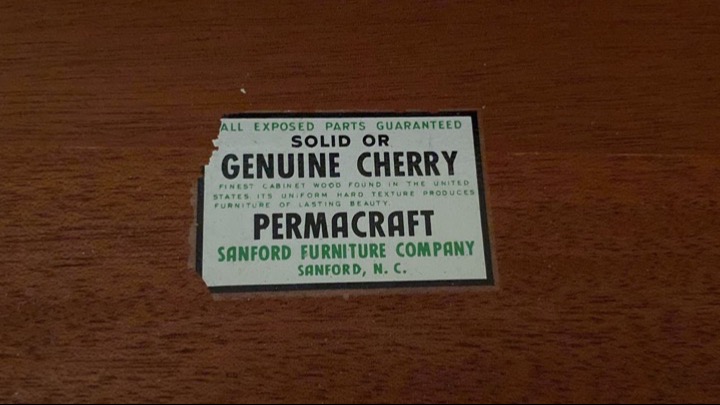 ALL EXPOSED PARTS GUARANTEED
SOLID OR
GENUINE CHERRY
FINEST CABINET WOOD FOUND IN THE UNITED
STATES ITS UNIFORM HARD TEXTURE PRODUCES
FURNITURE OF LASTING BEAUTY
PERMACRAFT
SANFORD FURNITURE COMPANY
SANFORD, N. C.